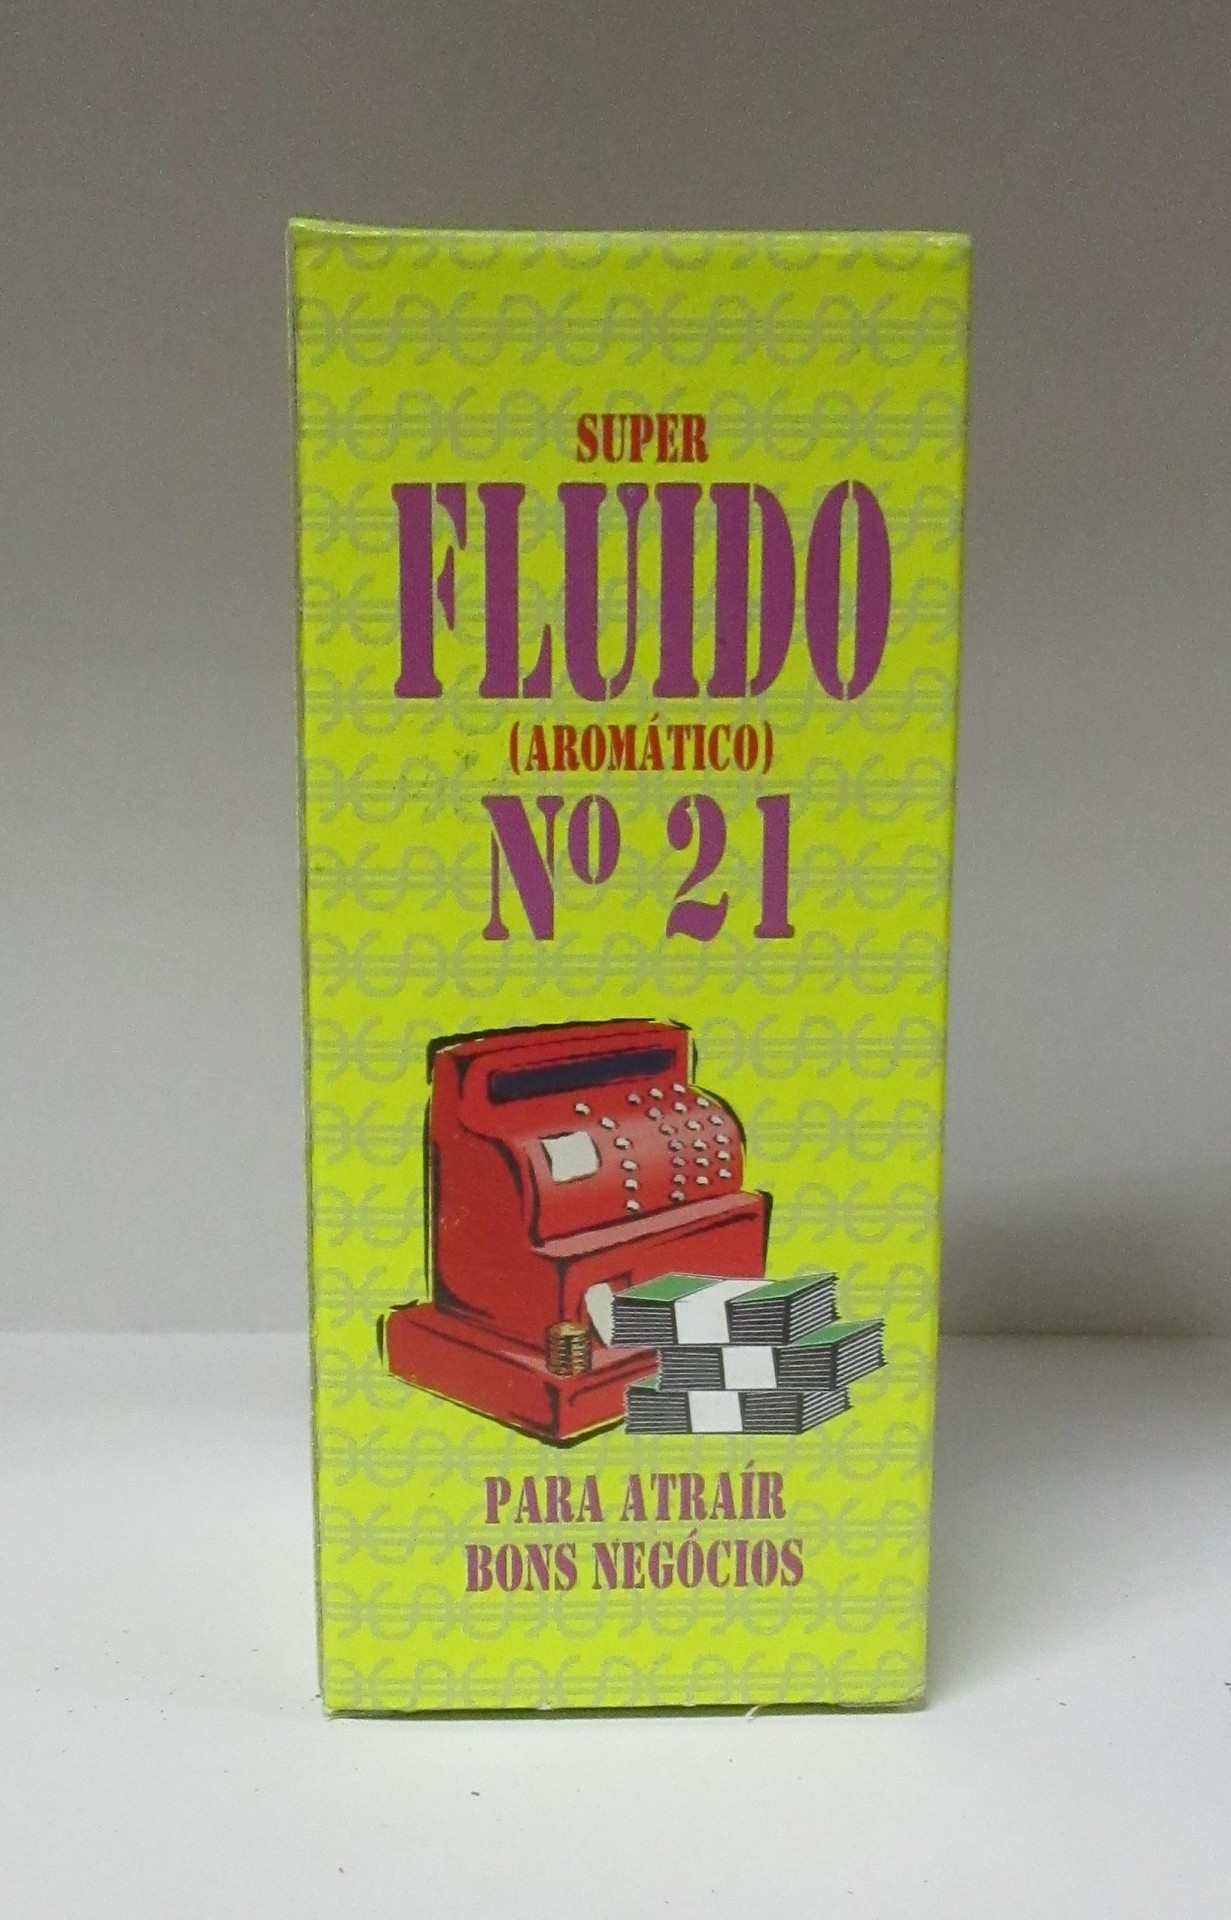 SUPER
FLUIDO
(AROMÁTICO)
Nº 21
PARA ATRAÍR
BONS NEGÓCIOS